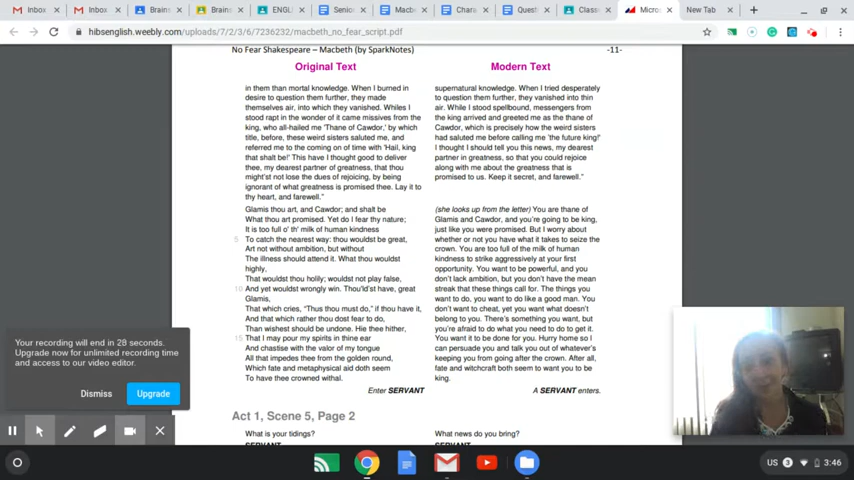 Inbox
Inbox
Brains
Brains
ENGL
Senio
Macbe
Chara
Quest
Classr
Micros
New Tab
hibsenglish.weebly.com/uploads/7/2/3/6/7236232/macbeth_no_fear_script.pdf
No Fear Shakespeare – Macbeth (by SparkNotes)
-11-
Original Text
Modern Text
in them than mortal knowledge. When I burned in
desire to question them further, they made
themselves air, into which they vanished. Whiles I
stood rapt in the wonder of it came missives from the
king, who all-hailed me 'Thane of Cawdor,' by which
title, before, these weird sisters saluted me, and
referred me to the coming on of time with 'Hail, king
that shalt be!' This have I thought good to deliver
thee, my dearest partner of greatness, that thou
might'st not lose the dues of rejoicing, by being
ignorant of what greatness is promised thee. Lay it to
thy heart, and farewell."
supernatural knowledge. When I tried desperately
to question them further, they vanished into thin
air. While I stood spellbound, messengers from
the king arrived and greeted me as the thane of
Cawdor, which is precisely how the weird sisters
had saluted me before calling me 'the future king!'
I thought I should tell you this news, my dearest
partner in greatness, so that you could rejoice
along with me about the greatness that is
promised to us. Keep it secret, and farewell."
Glamis thou art, and Cawdor; and shalt be
What thou art promised. Yet do I fear thy nature;
It is too full o' th' milk of human kindness
5 To catch the nearest way: thou wouldst be great,
Art not without ambition, but without
The illness should attend it. What thou wouldst
highly,
That wouldst thou holily; wouldst not play false,
10 And yet wouldst wrongly win. Thou'ld'st have, great
Glamis,
That which cries, "Thus thou must do," if thou have it,
And that which rather thou dost fear to do,
Than wishest should be undone. Hie thee hither,
15 That I may pour my spirits in thine ear
And chastise with the valor of my tongue
All that impedes thee from the golden round,
Which fate and metaphysical aid doth seem
To have thee crowned withal.
(she looks up from the letter) You are thane of
Glamis and Cawdor, and you're going to be king,
just like you were promised. But I worry about
whether or not you have what it takes to seize the
crown. You are too full of the milk of human
kindness to strike aggressively at your first
opportunity. You want to be powerful, and you
don't lack ambition, but you don't have the mean
streak that these things call for. The things you
want to do, you want to do like a good man. You
don't want to cheat, yet you want what doesn't
belong to you. There's something you want, but
you're afraid to do what you need to do to get it.
You want it to be done for you. Hurry home so I
can persuade you and talk you out of whatever's
keeping you from going after the crown. After all,
fate and witchcraft both seem to want you to be
king.
Enter SERVANT
A SERVANT enters.
Act 1, Scene 5, Page 2
What is your tidings?
What news do you bring?
SERVANT
SERVANT
Your recording will end in 28 seconds.
Upgrade now for unlimited recording time
and access to our video editor.
Dismiss
Upgrade
US
3
3:46